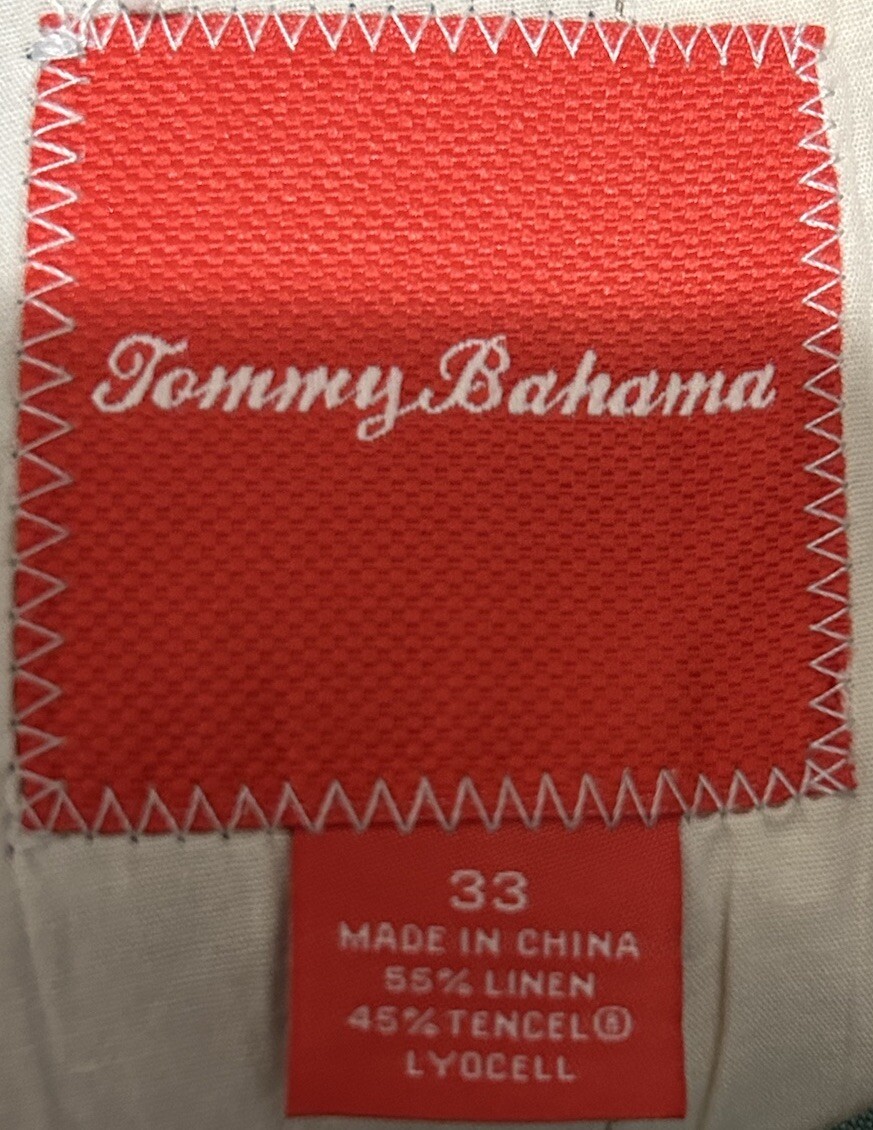 Tommy Bahama
33
MADE IN CHINA
55% LINEN
45% TENCEL®
LYOCELL